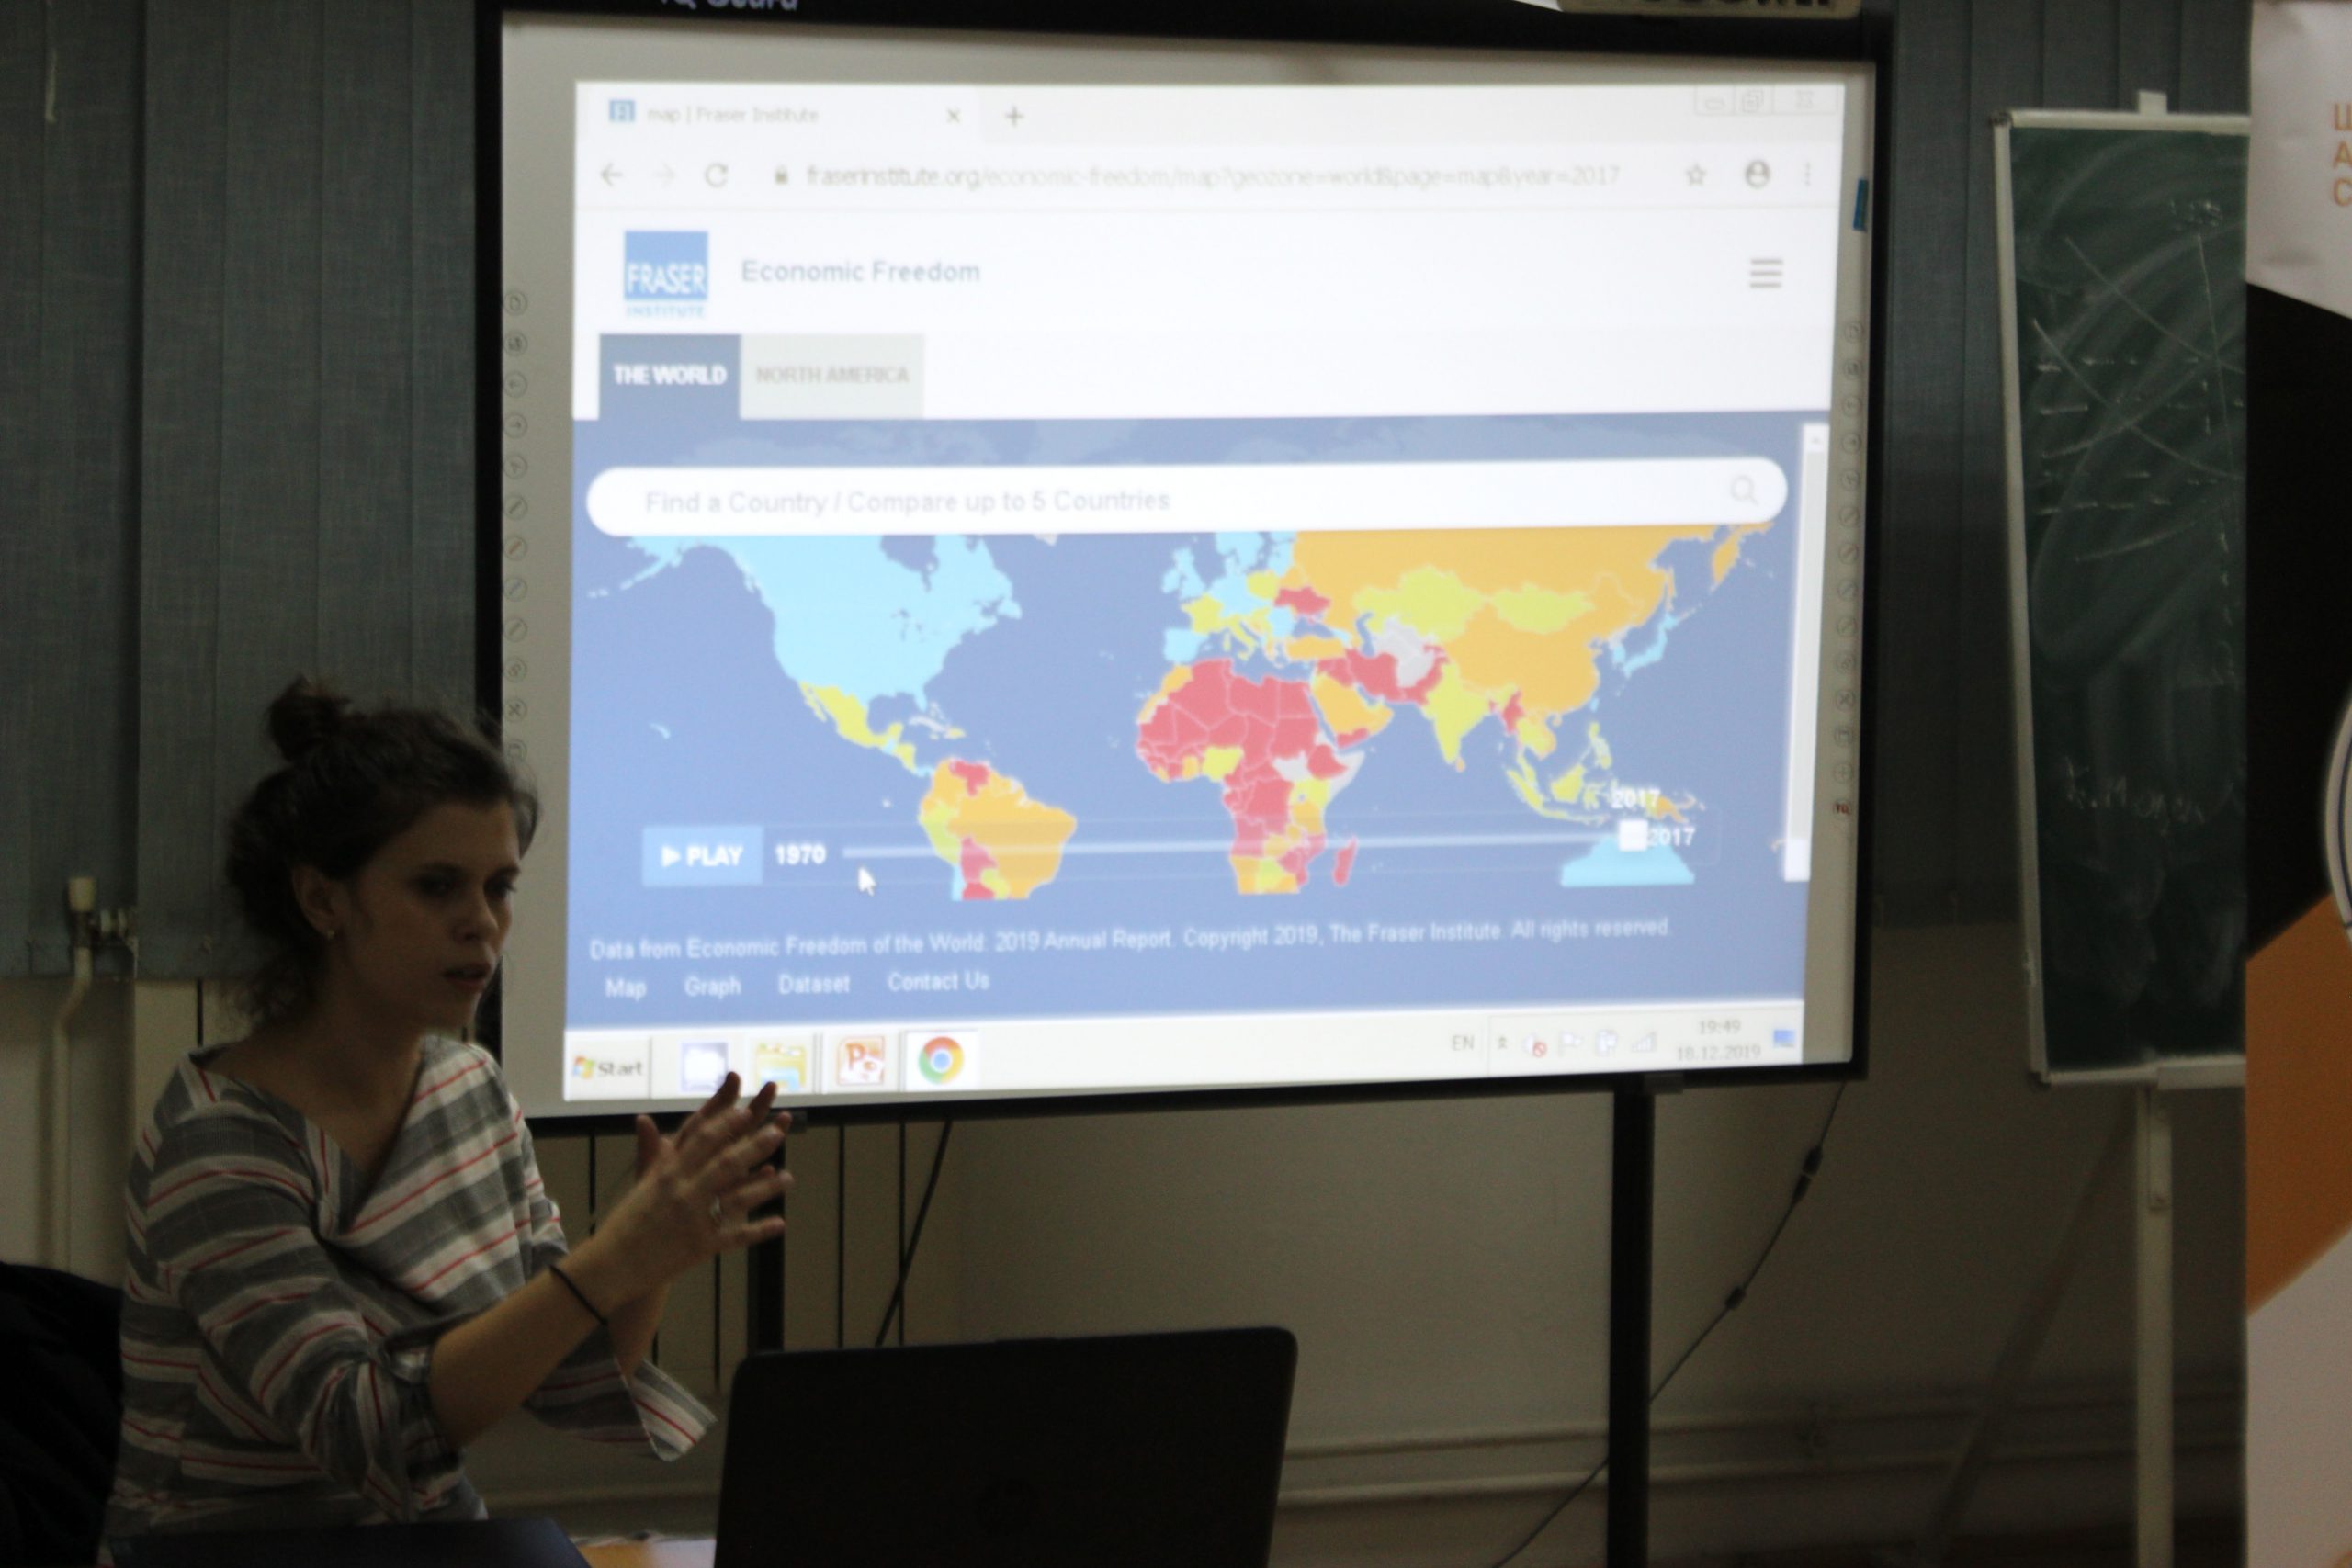 map | Fraser Institute
fraserinstitute.org/economic-freedom/map?geozone=world&page=map&year=2017
FRASER
INSTITUTE
Economic Freedom
THE WORLD
NORTH AMERICA
Find a Country / Compare up to 5 Countries
2017
PLAY
1970
2017
Data from Economic Freedom of the World: 2019 Annual Report. Copyright 2019, The Fraser Institute. All rights reserved.
Map
Graph
Dataset
Contact Us
Start
EN
19:49
18.12.2019